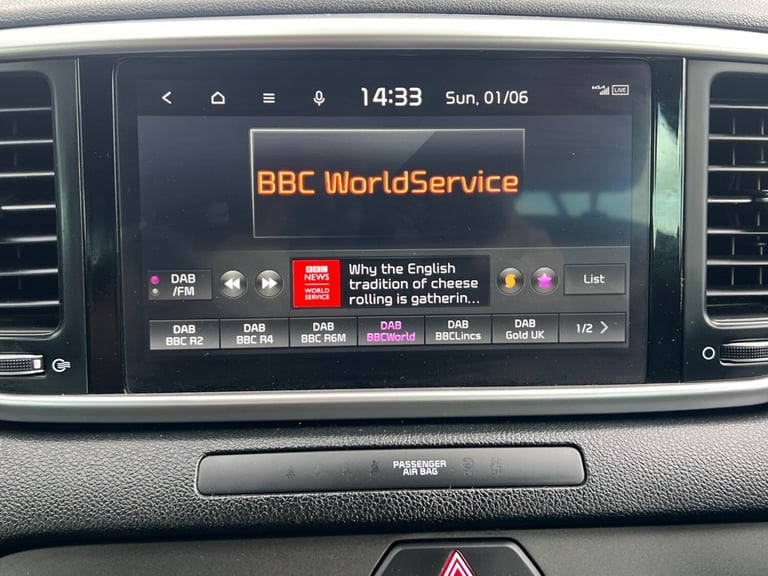 14:33 Sun, 01/06
KIA LIVE
BBC WorldService
DAB
/FM
BBC
NEWS
WORLD
SERVICE
Why the English
tradition of cheese
rolling is gatherin...
List
DAB
BBC R2
DAB
BBC R4
DAB
BBC R6M
DAB
BBCWorld
DAB
BBCLincs
DAB
Gold UK
1/2
PASSENGER
AIR BAG